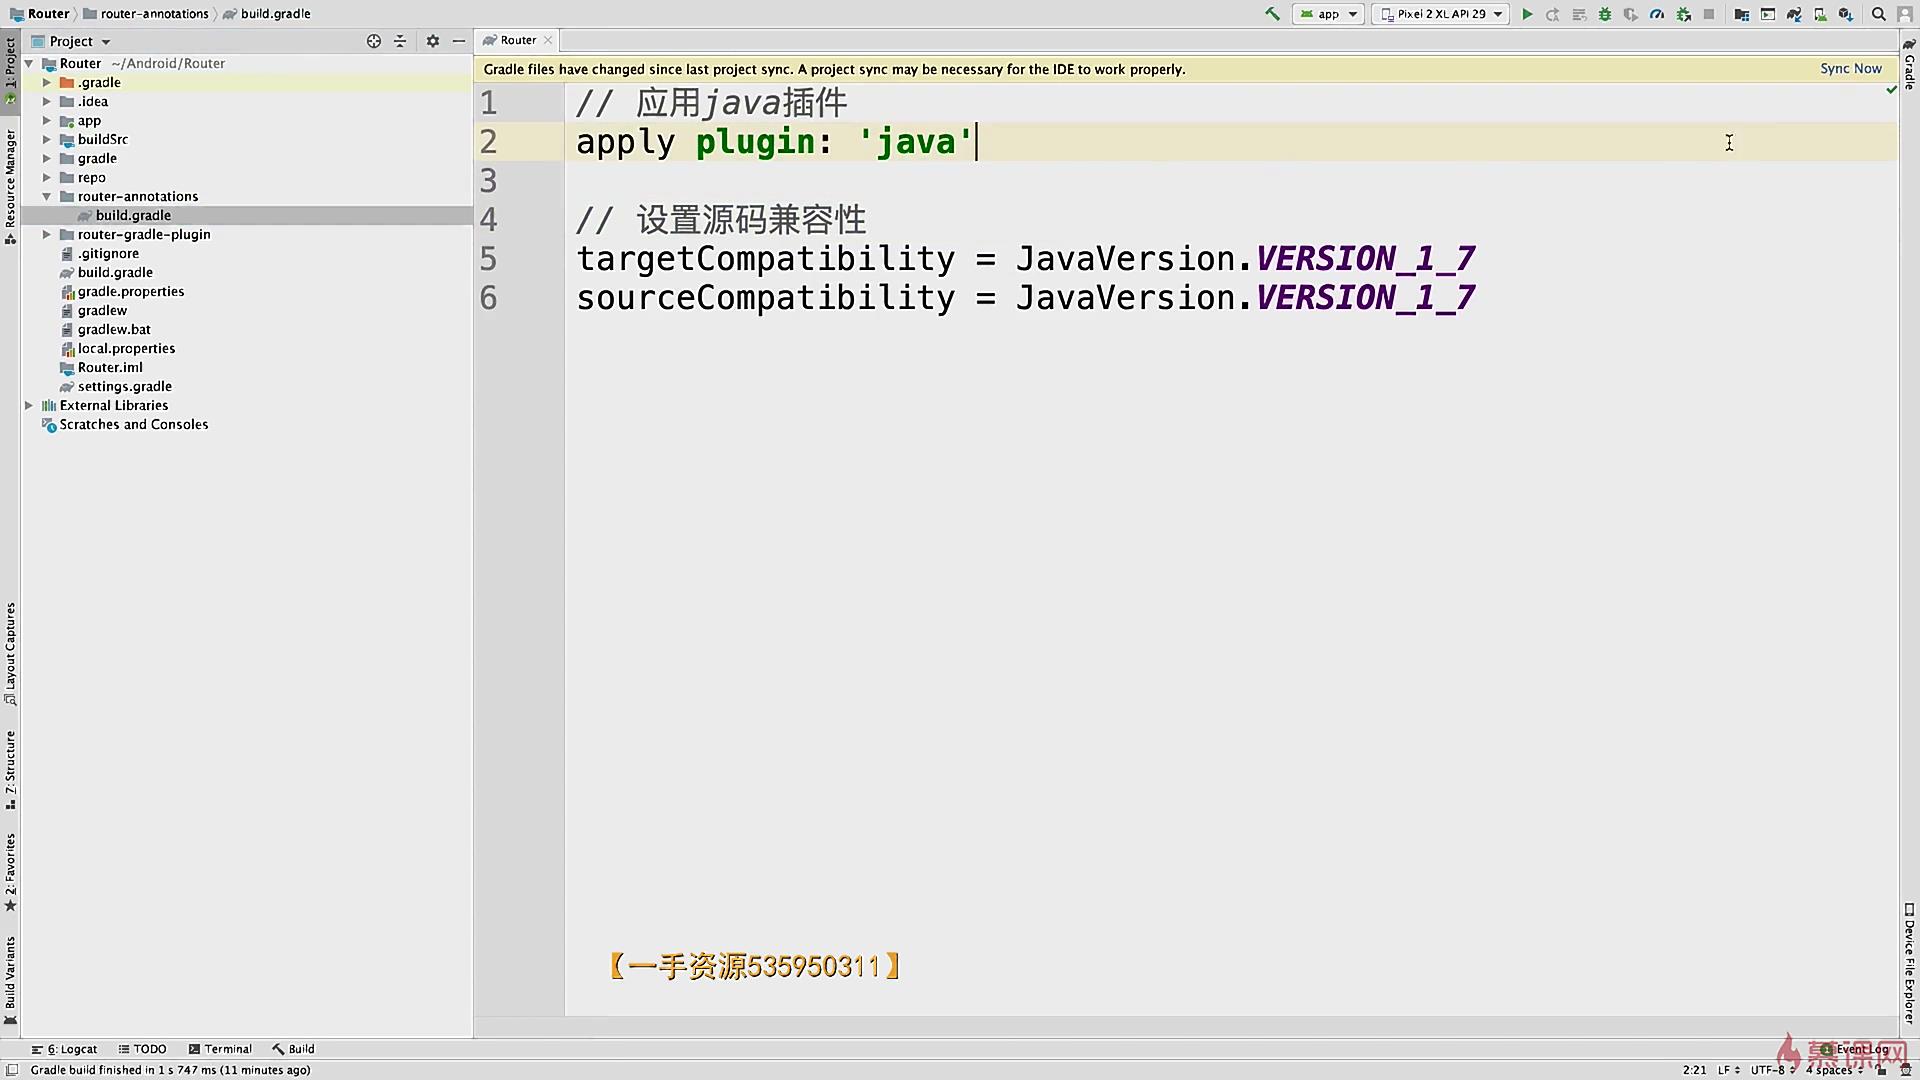 Router router-annotations build.gradle
app Pixel 2 XL API 29
Project
Router
Gradle files have changed since last project sync. A project sync may be necessary for the IDE to work properly. Sync Now
Router ~/Android/Router
.gradle
.idea
app
buildSrc
gradle
repo
router-annotations
build.gradle
router-gradle-plugin
.gitignore
build.gradle
gradle.properties
gradlew
gradlew.bat
local.properties
Router.iml
settings.gradle
External Libraries
Scratches and Consoles
1 // 应用java插件
2 apply plugin: 'java'
3
4 // 设置源码兼容性
5 targetCompatibility = JavaVersion.VERSION_1_7
6 sourceCompatibility = JavaVersion.VERSION_1_7
【一手资源535950311】
1: Project
Resource Manager
Layout Captures
7: Structure
2: Favorites
Build Variants
Gradle
Device File Explorer
6: Logcat TODO Terminal Build Event Log
慕课网
Gradle build finished in 1 s 747 ms (11 minutes ago) 2:21 LF UTF-8 4 spaces